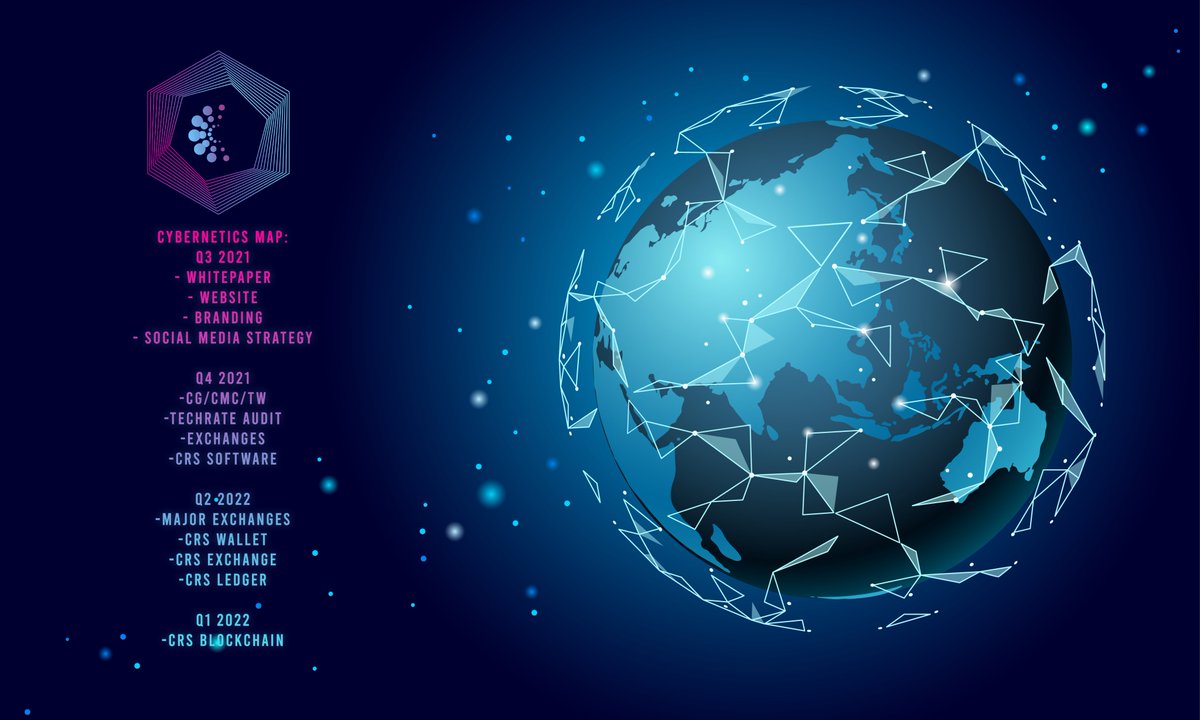 CYBERNETICS MAP:
Q3 2021
- WHITEPAPER
- WEBSITE
- BRANDING
- SOCIAL MEDIA STRATEGY
Q4 2021
-CG/CMC/TW
-TECHRATE AUDIT
-EXCHANGES
-CRS SOFTWARE
Q2 2022
-MAJOR EXCHANGES
-CRS WALLET
-CRS EXCHANGE
-CRS LEDGER
Q1 2022
-CRS BLOCKCHAIN